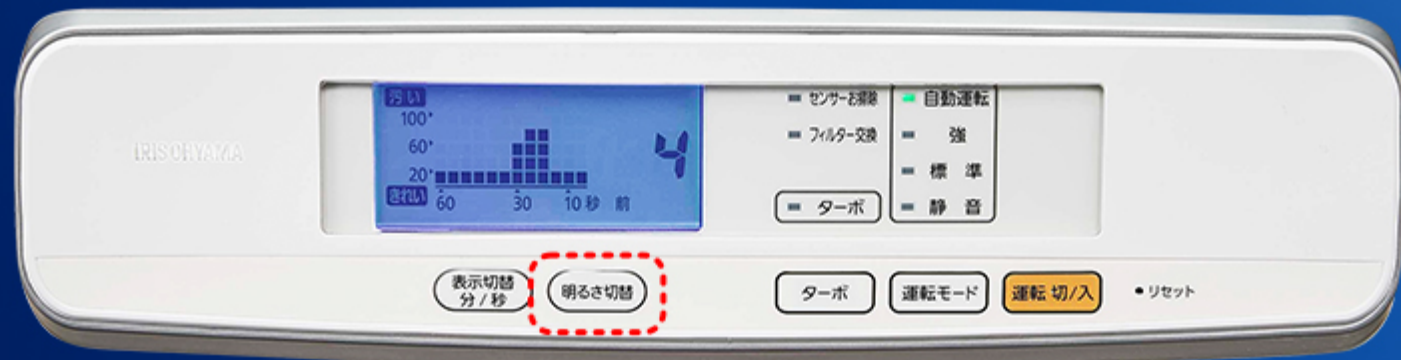 IRIS OHYAMA
汚い
100
60
20
きれい
60 30 10秒 前
4
センサーお掃除
フィルター交換
ターボ
自動運転
強
標準
静音
表示切替
分/秒
明るさ切替
ターボ
運転モード
運転 切/入
リセット